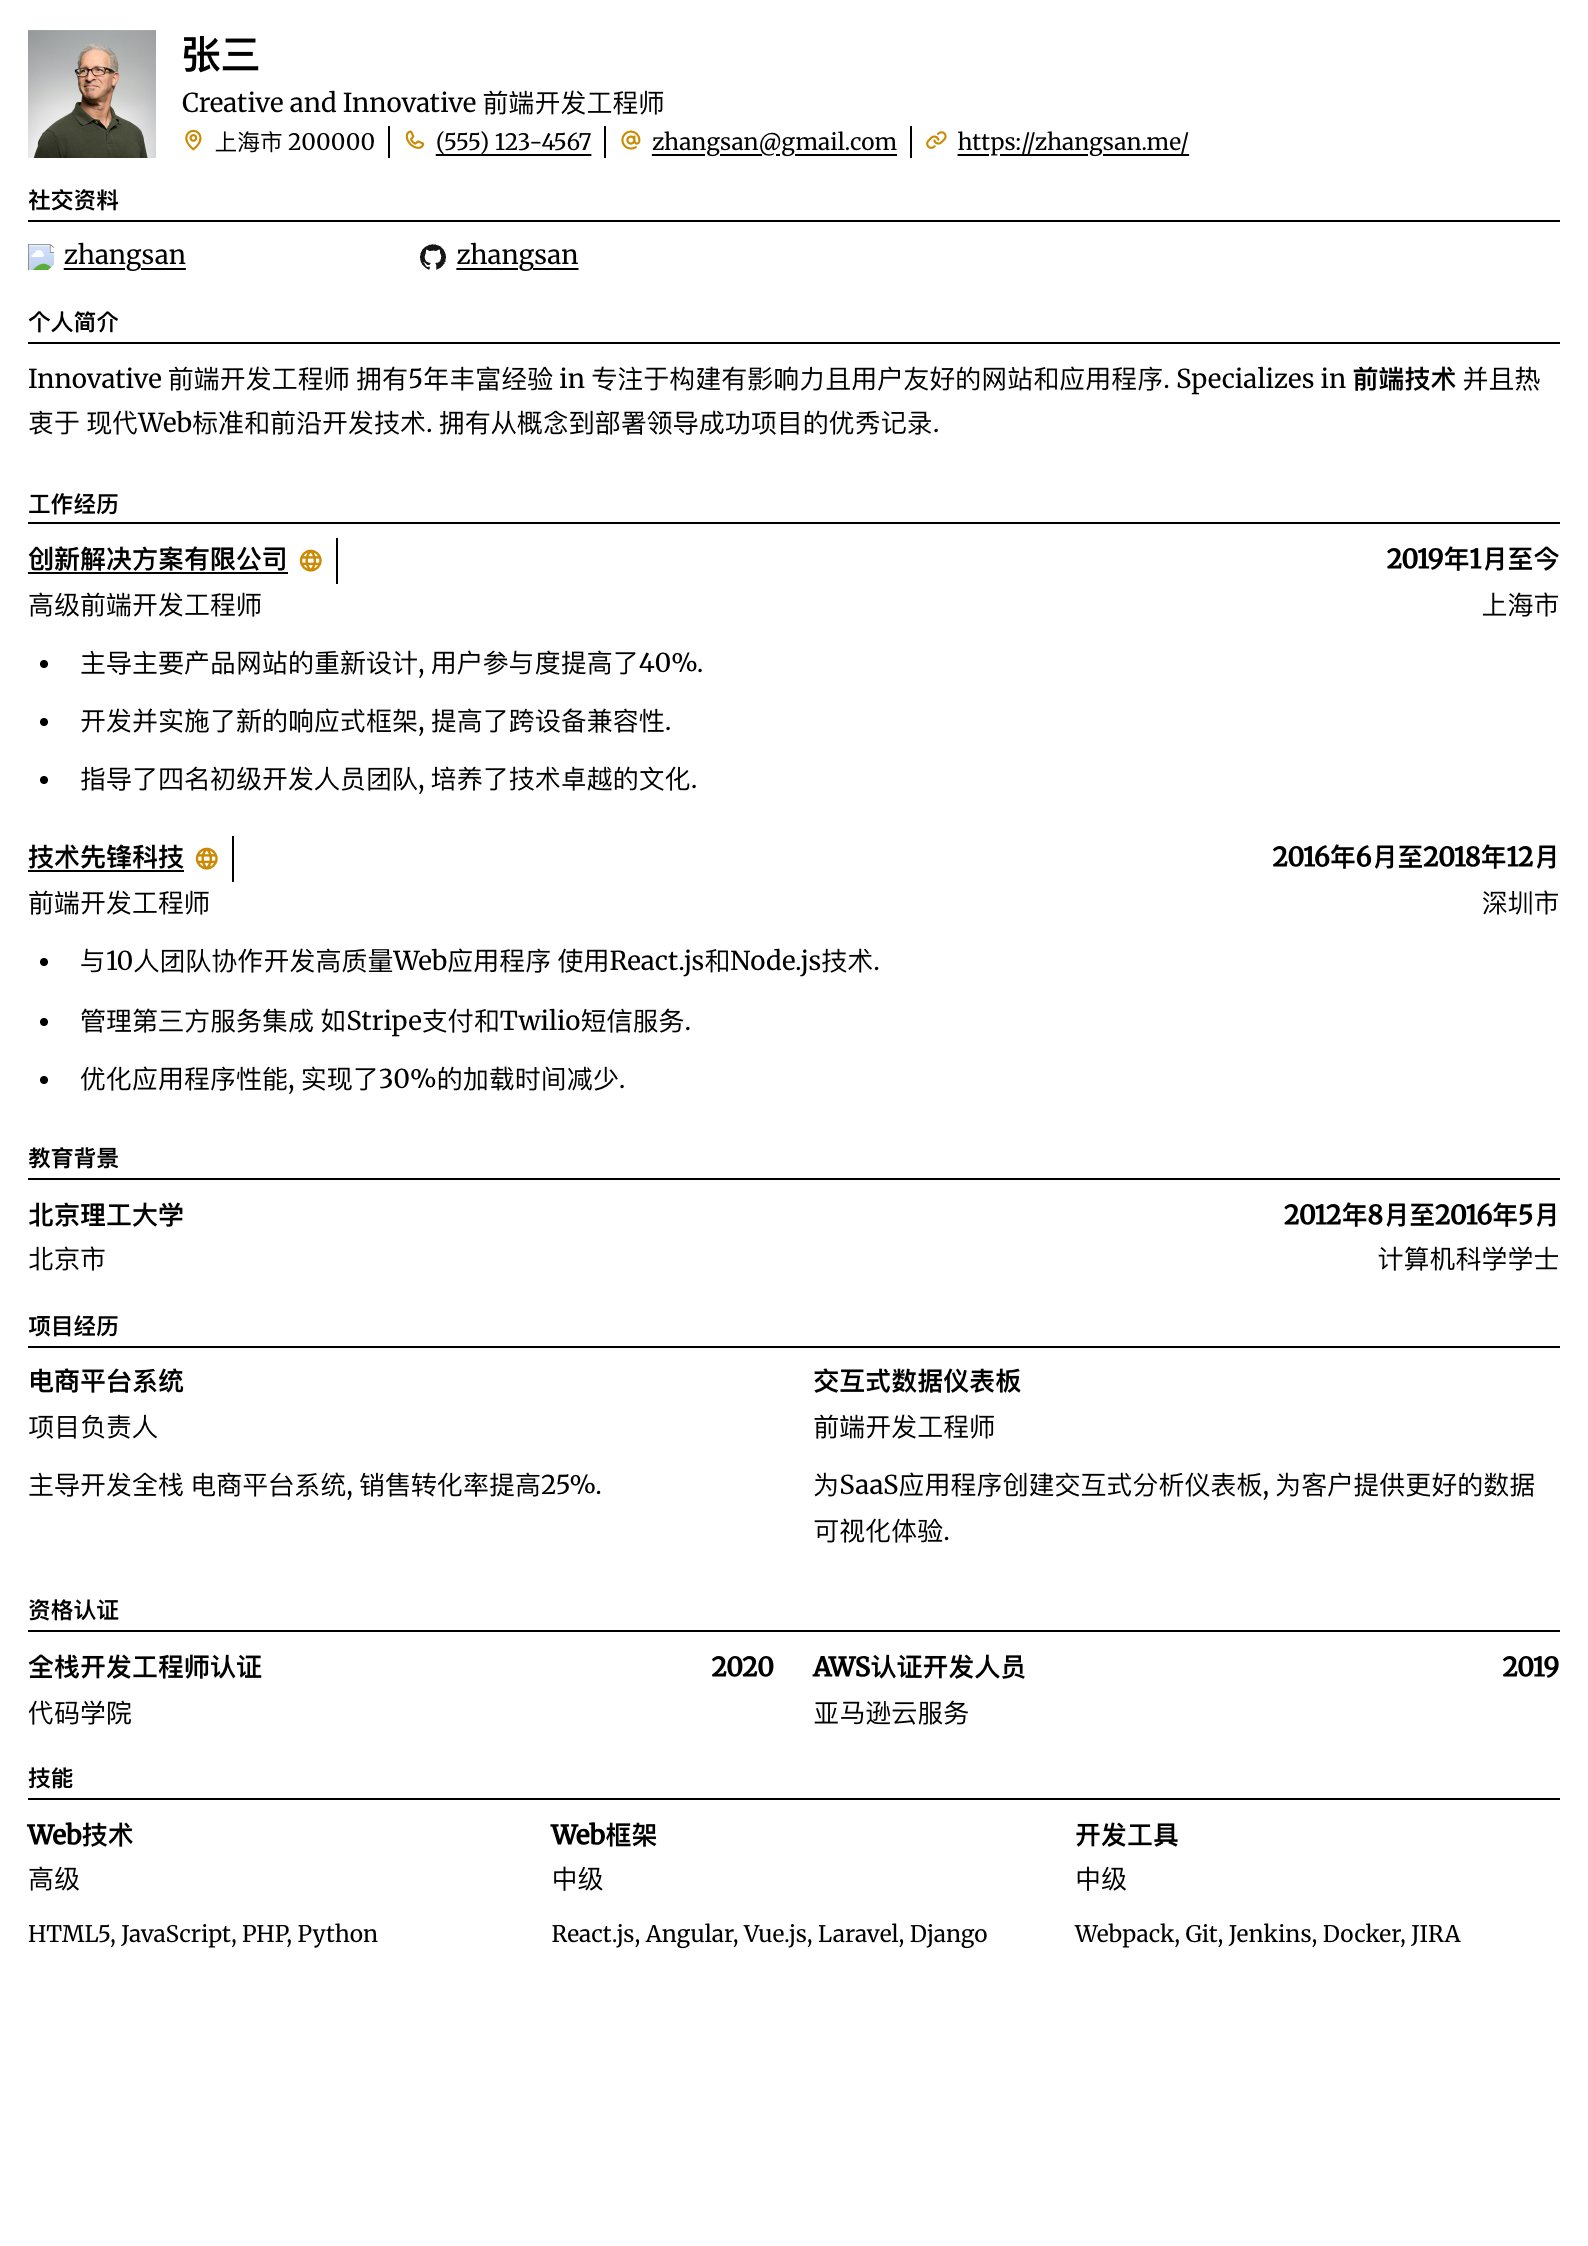 张三
Creative and Innovative 前端开发工程师
上海市 200000 (555) 123-4567 zhangsan@gmail.com https://zhangsan.me/
社交资料
zhangsan zhangsan
个人简介
Innovative 前端开发工程师 拥有5年丰富经验 in 专注于构建有影响力且用户友好的网站和应用程序. Specializes in 前端技术 并且热
衷于 现代Web标准和前沿开发技术. 拥有从概念到部署领导成功项目的优秀记录.
工作经历
创新解决方案有限公司 2019年1月至今
高级前端开发工程师 上海市
• 主导主要产品网站的重新设计, 用户参与度提高了40%.
• 开发并实施了新的响应式框架, 提高了跨设备兼容性.
• 指导了四名初级开发人员团队, 培养了技术卓越的文化.
技术先锋科技 2016年6月至2018年12月
前端开发工程师 深圳市
• 与10人团队协作开发高质量Web应用程序 使用React.js和Node.js技术.
• 管理第三方服务集成 如Stripe支付和Twilio短信服务.
• 优化应用程序性能, 实现了30%的加载时间减少.
教育背景
北京理工大学 2012年8月至2016年5月
北京市 计算机科学学士
项目经历
电商平台系统
项目负责人
主导开发全栈 电商平台系统, 销售转化率提高25%.
交互式数据仪表板
前端开发工程师
为SaaS应用程序创建交互式分析仪表板, 为客户提供更好的数据
可视化体验.
资格认证
全栈开发工程师认证 2020
代码学院
AWS认证开发人员 2019
亚马逊云服务
技能
Web技术
高级
HTML5, JavaScript, PHP, Python
Web框架
中级
React.js, Angular, Vue.js, Laravel, Django
开发工具
中级
Webpack, Git, Jenkins, Docker, JIRA